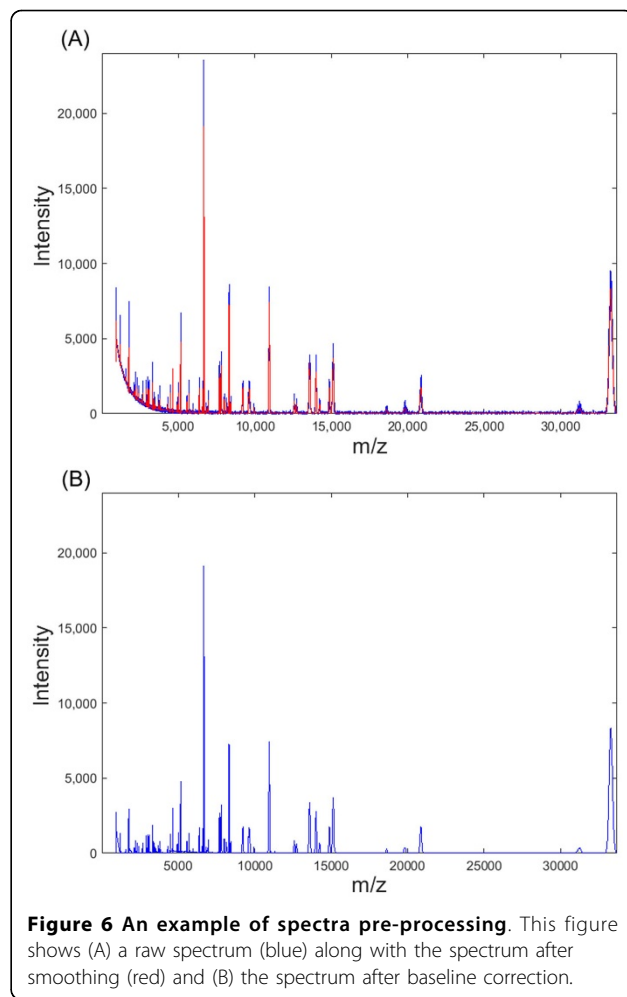 (A)
Intensity
20,000
15,000
10,000
5,000
0
5,000 10,000 15,000 20,000 25,000 30,000
m/z
(B)
Intensity
20,000
15,000
10,000
5,000
0
5000 10000 15000 20000 25000 30000
m/z
Figure 6 An example of spectra pre-processing. This figure
shows (A) a raw spectrum (blue) along with the spectrum after
smoothing (red) and (B) the spectrum after baseline correction.